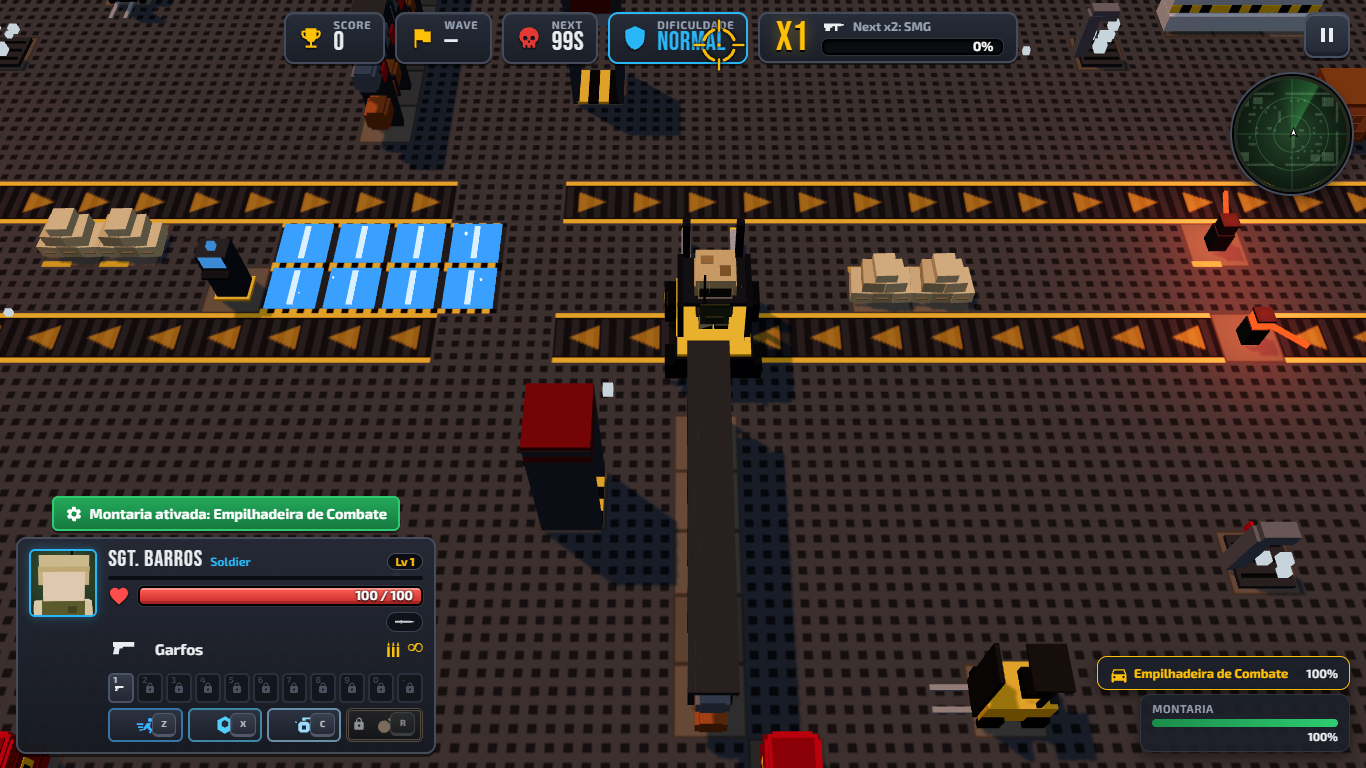 SCORE
0
WAVE
–
NEXT
99S
DIFICULDADE
NORMAL
X1
Next x2: SMG
0%
Montaria ativada: Empilhadeira de Combate
SGT. BARROS Soldier
Lv 1
100 / 100
Garfos
∞
1 2 3 4 5 6 7 8 9 0
Z X C R
Empilhadeira de Combate 100%
MONTARIA
100%